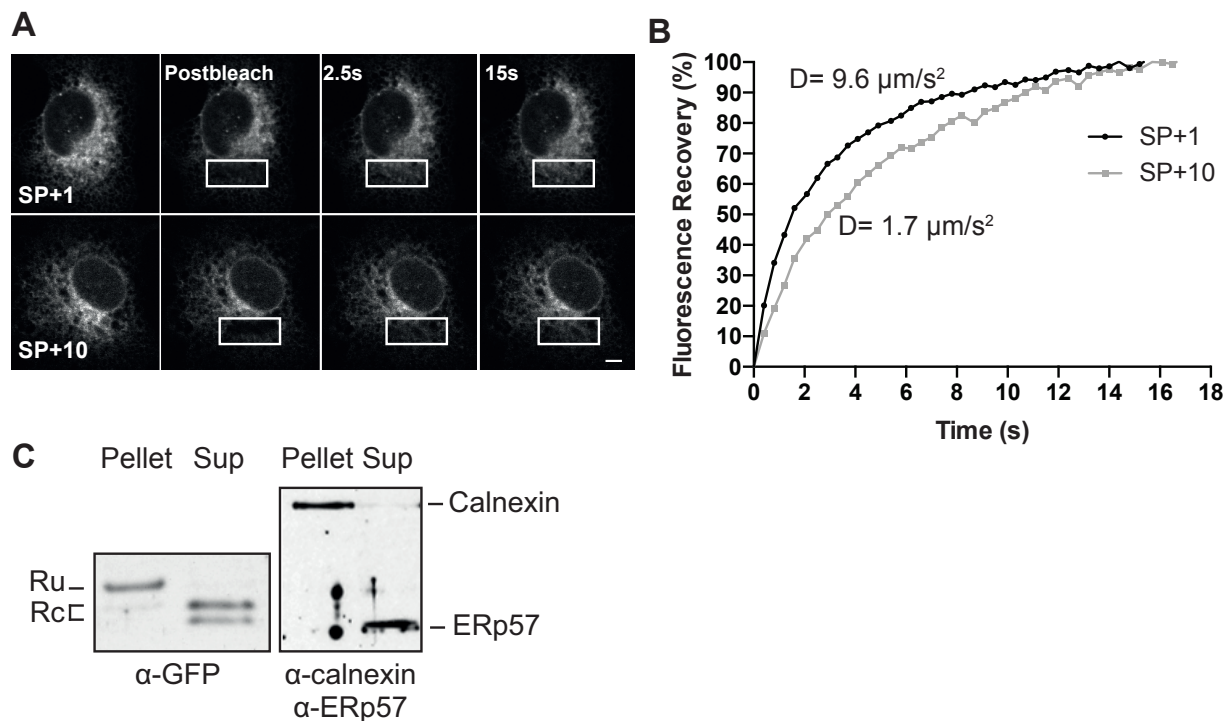 A
Postbleach
2.5s
15s
SP+1
SP+10
B
Fluorescence Recovery (%)
100
90
80
70
60
50
40
30
20
10
0
D= 9.6 µm/s²
D= 1.7 µm/s²
SP+1
SP+10
0 2 4 6 8 10 12 14 16 18
Time (s)
C
Pellet Sup
Pellet Sup
Calnexin
Ru
Rc
ERp57
α-GFP
α-calnexin
α-ERp57